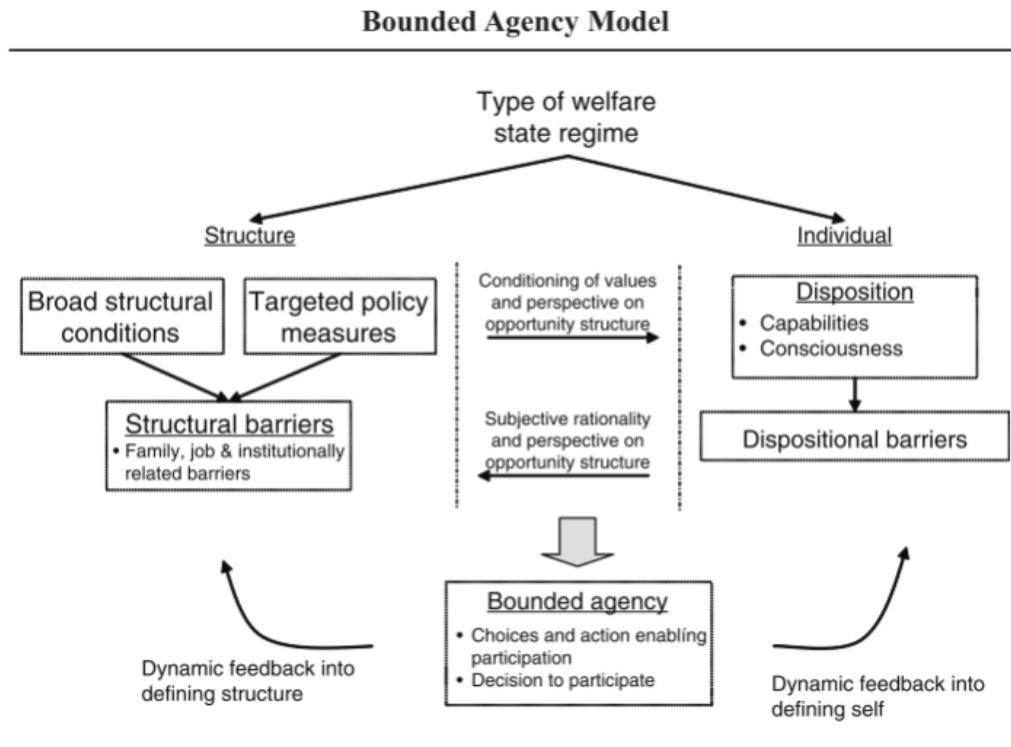 Bounded Agency Model
Type of welfare
state regime
Structure
Individual
Broad structural
conditions
Targeted policy
measures
Structural barriers
• Family, job & institutionally
related barriers
Conditioning of values
and perspective on
opportunity structure
Subjective rationality
and perspective on
opportunity structure
Disposition
• Capabilities
• Consciousness
Dispositional barriers
Bounded agency
• Choices and action enabling
participation
• Decision to participate
Dynamic feedback into
defining structure
Dynamic feedback into
defining self